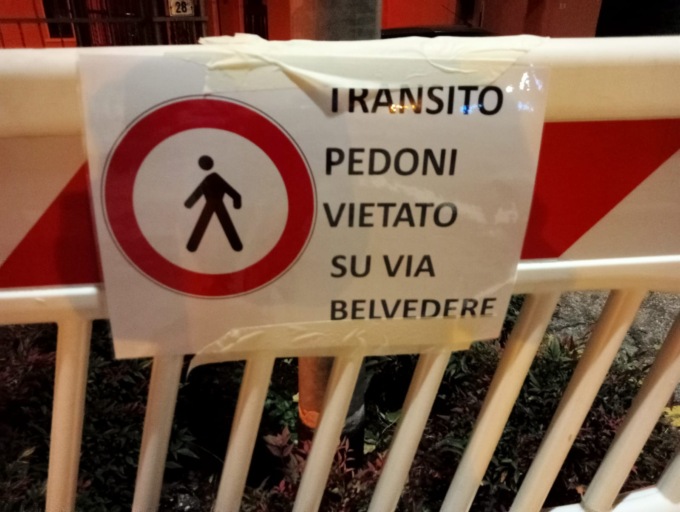 28
TRANSITO
PEDONI
VIETATO
SU VIA
BELVEDERE